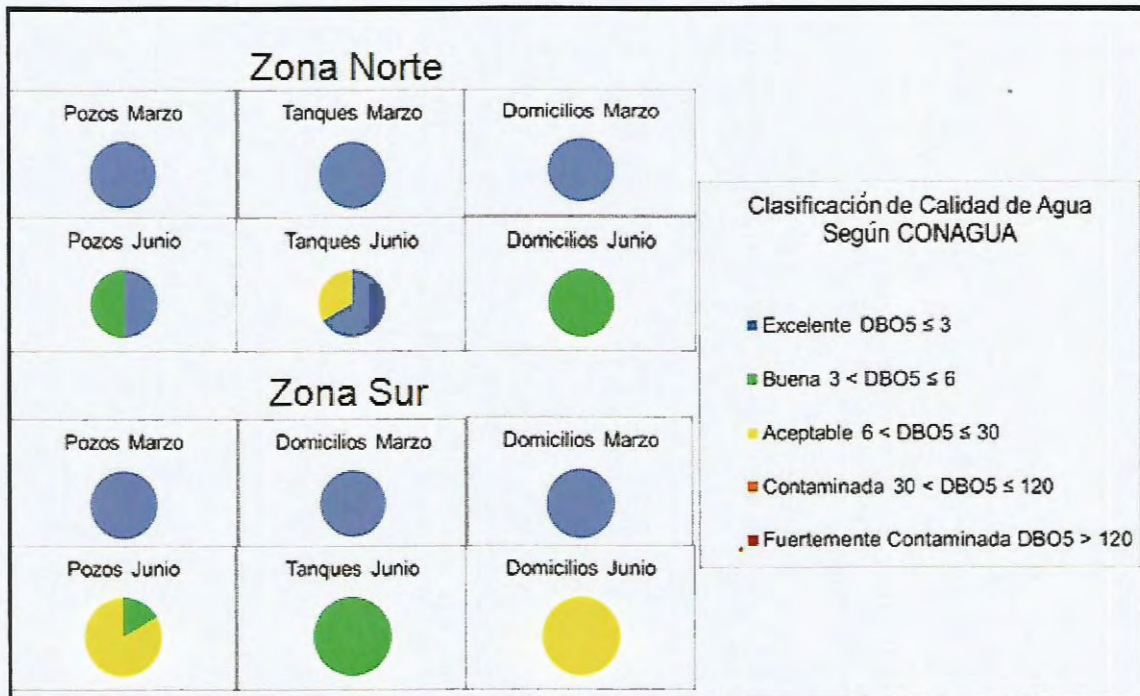 Zona Norte
Pozos Marzo
Tanques Marzo
Domicilios Marzo
Pozos Junio
Tanques Junio
Domicilios Junio
Zona Sur
Pozos Marzo
Domicilios Marzo
Domicilios Marzo
Pozos Junio
Tanques Junio
Domicilios Junio
Clasificación de Calidad de Agua
Según CONAGUA
Excelente DBO5 ≤ 3
Buena 3 < DBO5 ≤ 6
Aceptable 6 < DBO5 ≤ 30
Contaminada 30 < DBO5 ≤ 120
Fuertemente Contaminada DBO5 > 120